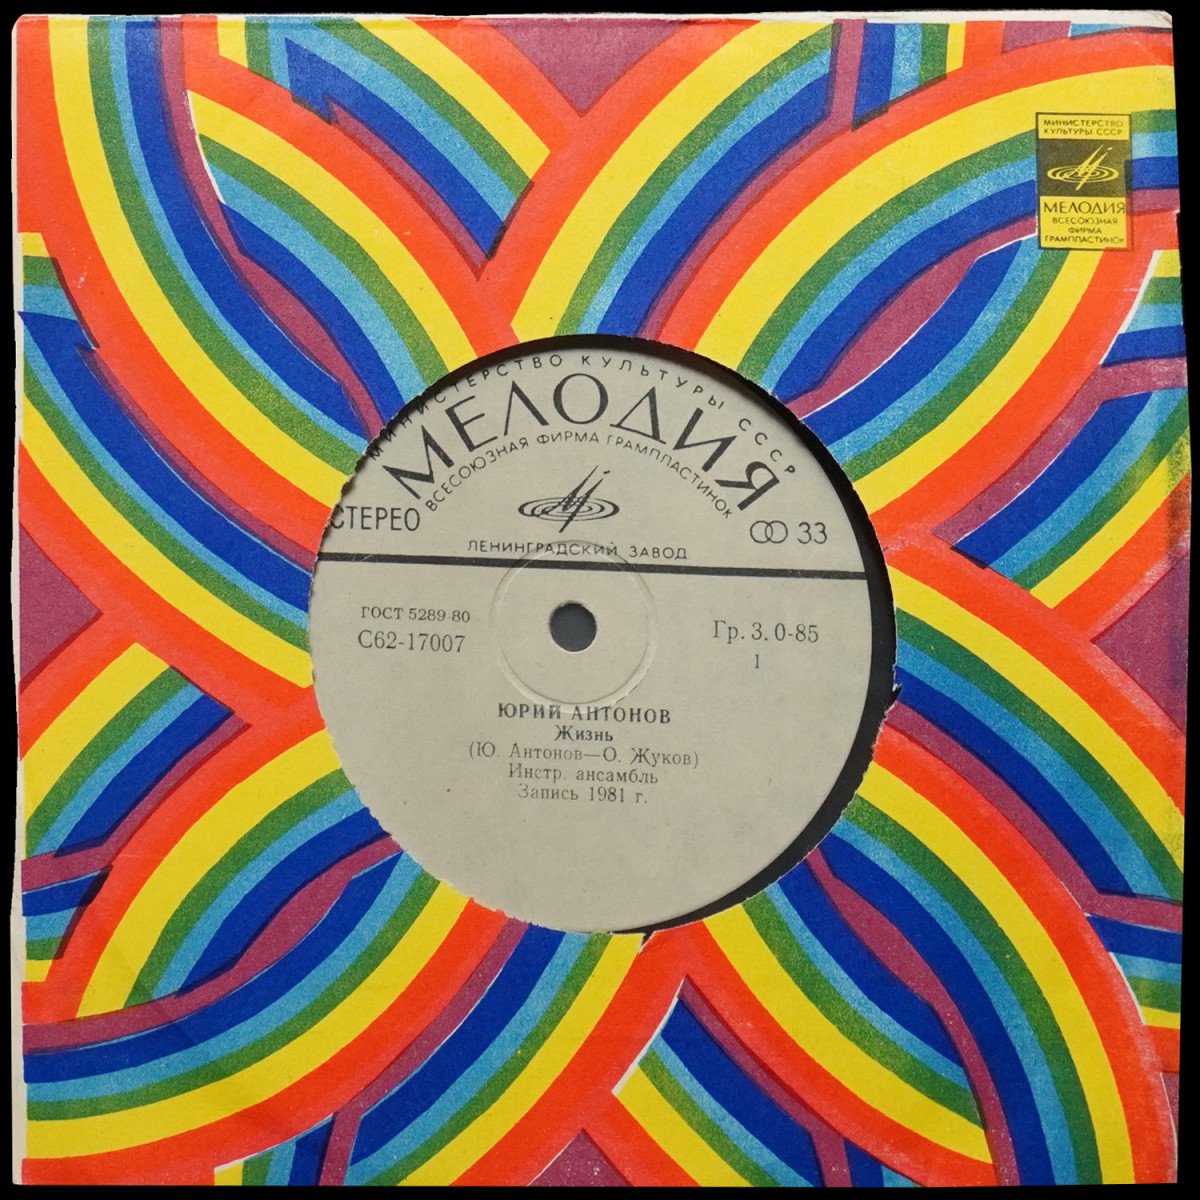 МИНИСТЕРСТВО
КУЛЬТУРЫ СССР
МЕЛОДИЯ
ВСЕСОЮЗНАЯ
ФИРМА
ГРАМПЛАСТИНОК
МИНИСТЕРСТВО КУЛЬТУРЫ СССР
МЕЛОДИЯ
ВСЕСОЮЗНАЯ ФИРМА ГРАМПЛАСТИНОК
СТЕРЕО
33
ЛЕНИНГРАДСКИЙ ЗАВОД
ГОСТ 5289-80
С62-17007
Гр. 3. 0-85
1
ЮРИЙ АНТОНОВ
Жизнь
(Ю. Антонов—О. Жуков)
Инстр. ансамбль
Запись 1981 г.